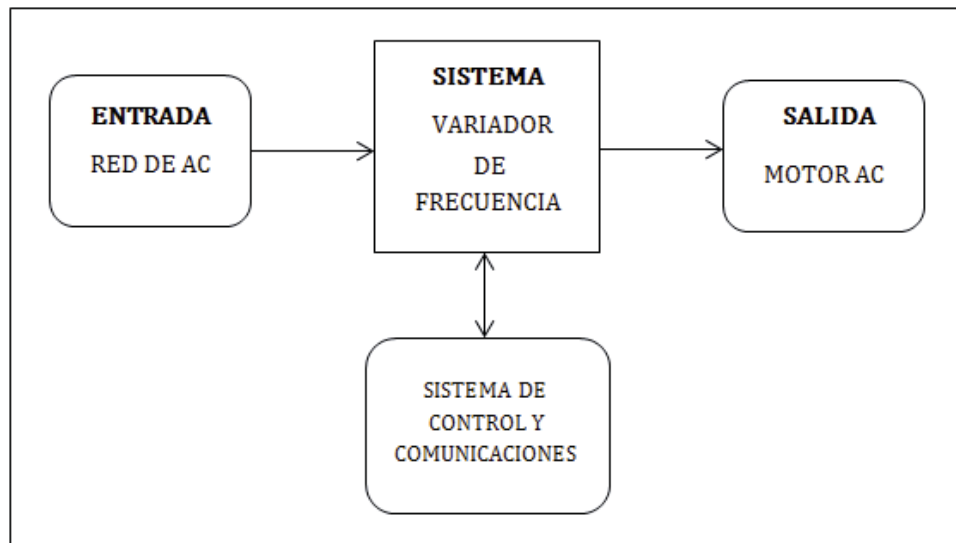 ENTRADA
RED DE AC
SISTEMA
VARIADOR
DE
FRECUENCIA
SALIDA
MOTOR AC
SISTEMA DE
CONTROL Y
COMUNICACIONES